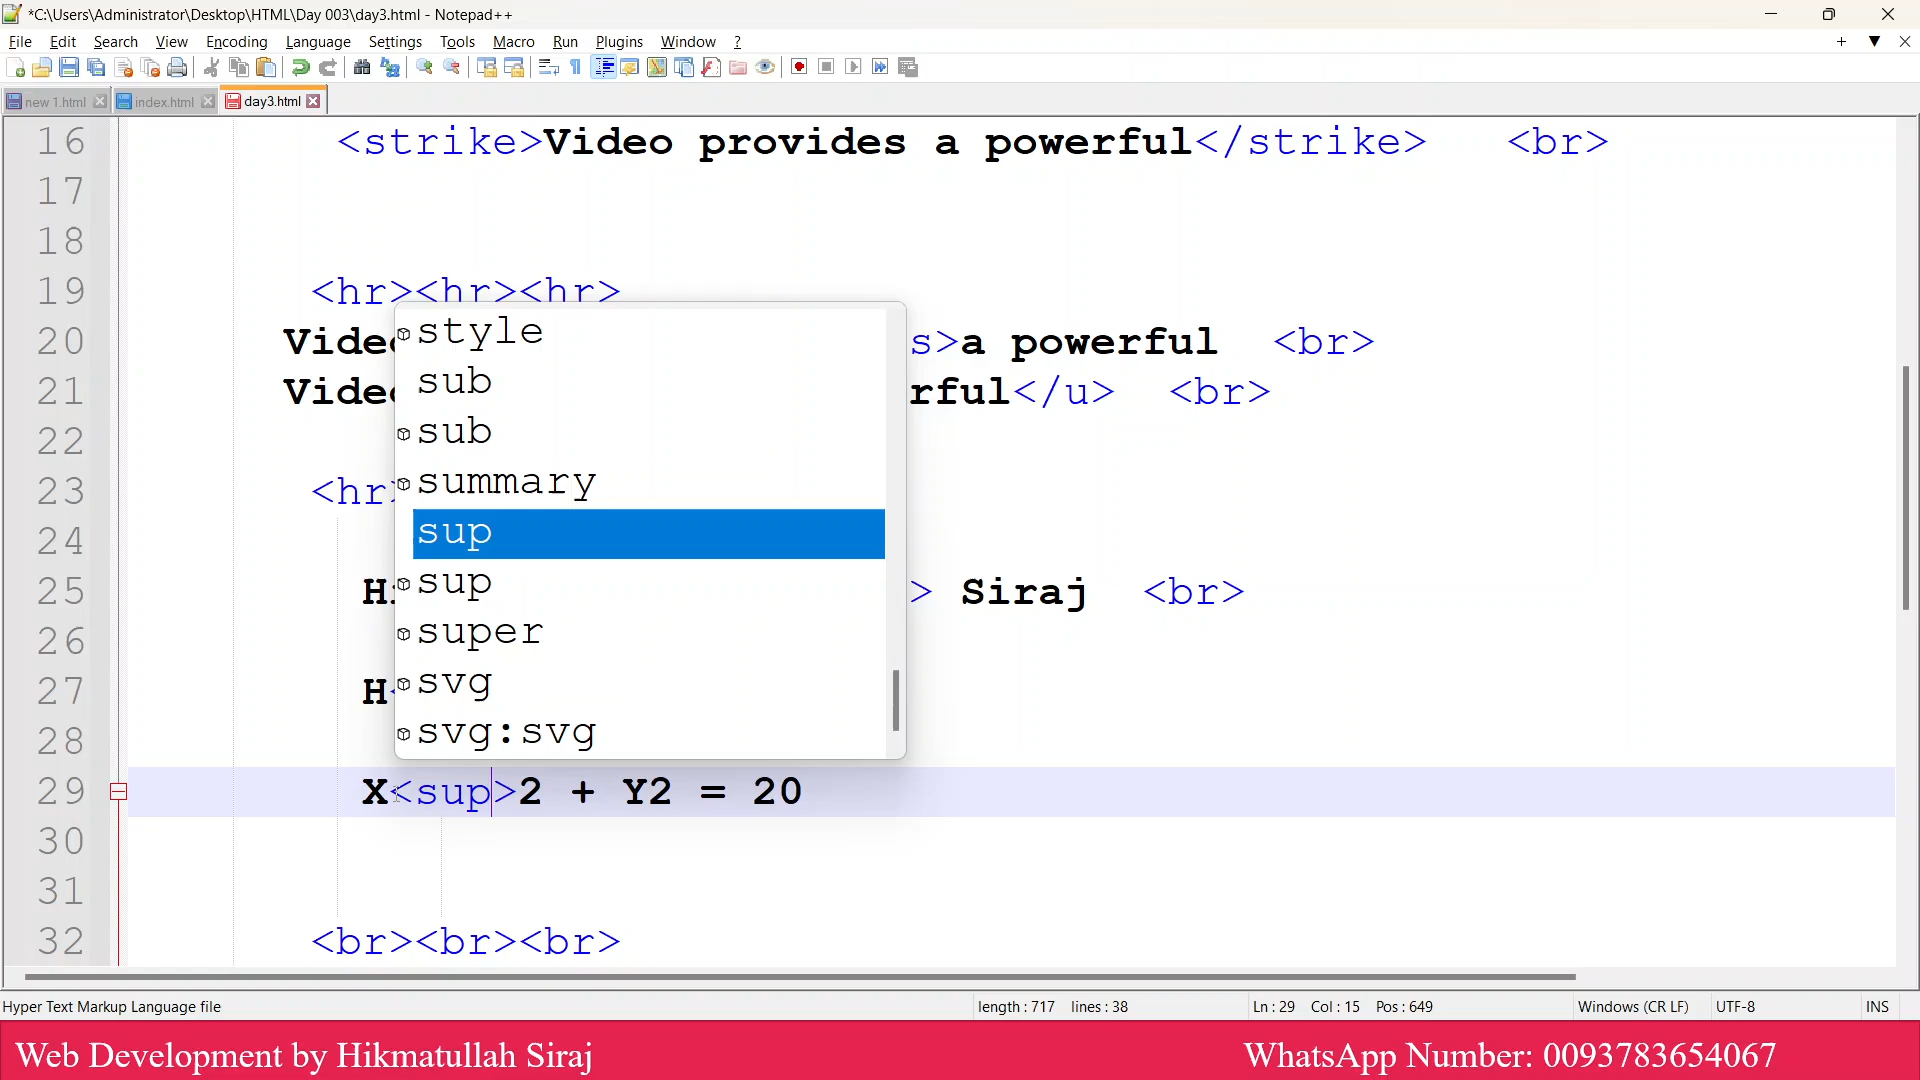 *C:\Users\Administrator\Desktop\HTML\Day 003\day3.html - Notepad++
File Edit Search View Encoding Language Settings Tools Macro Run Plugins Window ?
new 1.html index.html day3.html
16 <strike>Video provides a powerful</strike> <br>
17
18
19 <hr><hr><hr>
20 Vide s>a powerful <br>
21 Vide rful</u> <br>
22
23 <hr
24
25 Hi > Siraj <br>
26
27 H
28
29 X<sup>2 + Y2 = 20
30
31
32 <br><br><br>
style
sub
sub
summary
sup
sup
super
svg
svg:svg
Hyper Text Markup Language file length : 717 lines : 38 Ln : 29 Col : 15 Pos : 649 Windows (CR LF) UTF-8 INS
Web Development by Hikmatullah Siraj WhatsApp Number: 0093783654067